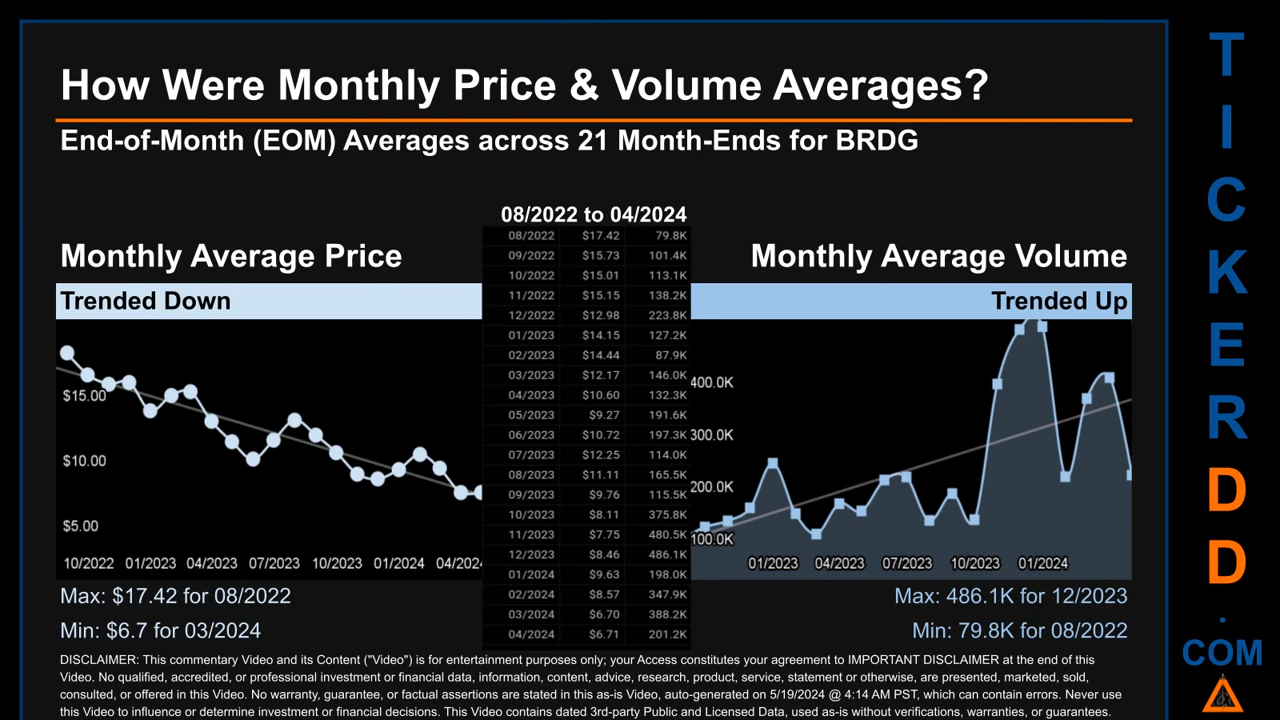 How Were Monthly Price & Volume Averages?
End-of-Month (EOM) Averages across 21 Month-Ends for BRDG
08/2022 to 04/2024
Monthly Average Price
Trended Down
$15.00
$10.00
$5.00
10/2022 01/2023 04/2023 07/2023 10/2023 01/2024 04/2024
Max: $17.42 for 08/2022
Min: $6.7 for 03/2024
08/2022 $17.42 79.8K
09/2022 $15.73 101.4K
10/2022 $15.01 113.1K
11/2022 $15.15 138.2K
12/2022 $12.98 223.8K
01/2023 $14.15 127.2K
02/2023 $14.44 87.9K
03/2023 $12.17 146.0K
04/2023 $10.60 132.3K
05/2023 $9.27 191.6K
06/2023 $10.72 197.3K
07/2023 $12.25 114.0K
08/2023 $11.11 165.5K
09/2023 $9.76 115.5K
10/2023 $8.11 375.8K
11/2023 $7.75 480.5K
12/2023 $8.46 486.1K
01/2024 $9.63 198.0K
02/2024 $8.57 347.9K
03/2024 $6.70 388.2K
04/2024 $6.71 201.2K
Monthly Average Volume
Trended Up
400.0K
300.0K
200.0K
100.0K
01/2023 04/2023 07/2023 10/2023 01/2024
Max: 486.1K for 12/2023
Min: 79.8K for 08/2022
DISCLAIMER: This commentary Video and its Content ("Video") is for entertainment purposes only; your Access constitutes your agreement to IMPORTANT DISCLAIMER at the end of this
Video. No qualified, accredited, or professional investment or financial data, information, content, advice, research, product, service, statement or otherwise, are presented, marketed, sold,
consulted, or offered in this Video. No warranty, guarantee, or factual assertions are stated in this as-is Video, auto-generated on 5/19/2024 @ 4:14 AM PST, which can contain errors. Never use
this Video to influence or determine investment or financial decisions. This Video contains dated 3rd-party Public and Licensed Data, used as-is without verifications, warranties, or guarantees.
T
I
C
K
E
R
D
D
.
COM